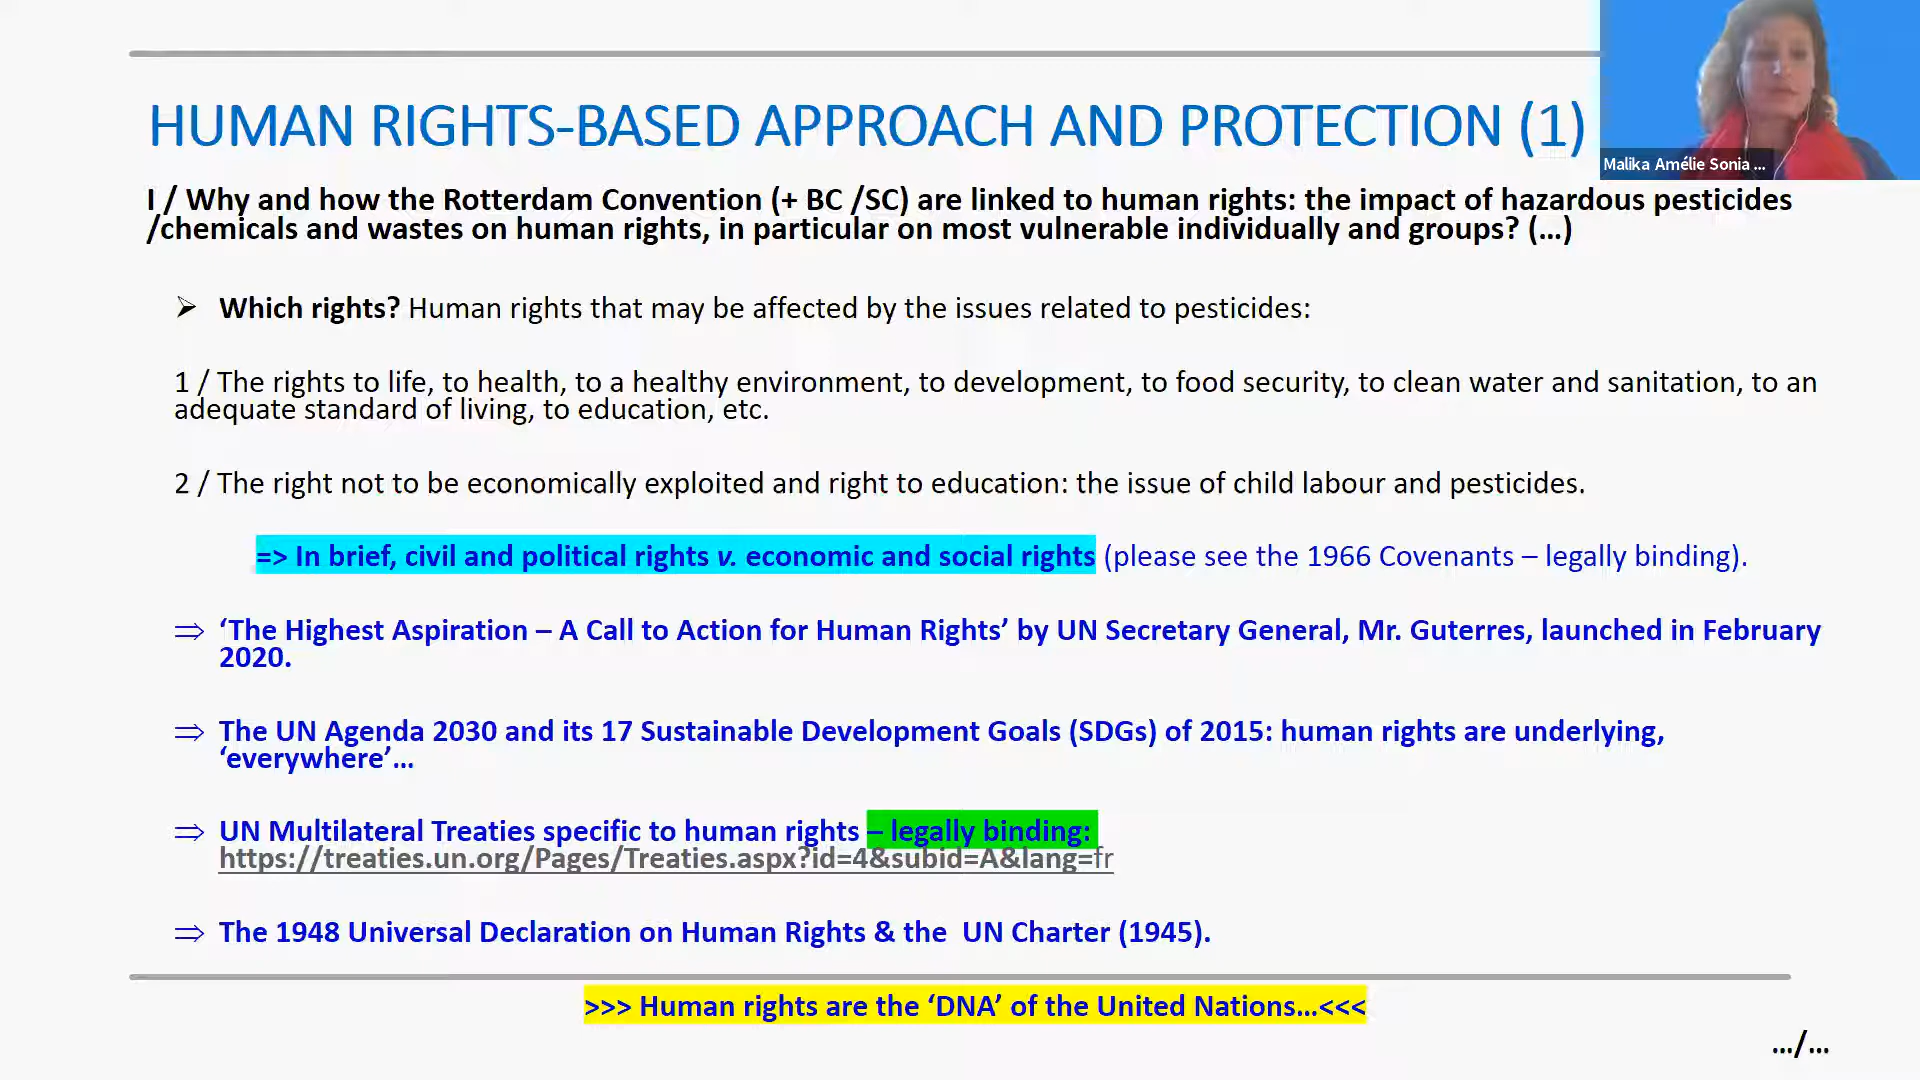 HUMAN RIGHTS-BASED APPROACH AND PROTECTION (1)
Malika Amélie Sonia ...
I / Why and how the Rotterdam Convention (+ BC /SC) are linked to human rights: the impact of hazardous pesticides
/chemicals and wastes on human rights, in particular on most vulnerable individually and groups? (…)
➢ Which rights? Human rights that may be affected by the issues related to pesticides:
1 / The rights to life, to health, to a healthy environment, to development, to food security, to clean water and sanitation, to an
adequate standard of living, to education, etc.
2 / The right not to be economically exploited and right to education: the issue of child labour and pesticides.
=> In brief, civil and political rights v. economic and social rights (please see the 1966 Covenants – legally binding).
⇒ ‘The Highest Aspiration – A Call to Action for Human Rights’ by UN Secretary General, Mr. Guterres, launched in February
2020.
⇒ The UN Agenda 2030 and its 17 Sustainable Development Goals (SDGs) of 2015: human rights are underlying,
‘everywhere’…
⇒ UN Multilateral Treaties specific to human rights – legally binding:
https://treaties.un.org/Pages/Treaties.aspx?id=4&subid=A&lang=fr
⇒ The 1948 Universal Declaration on Human Rights & the UN Charter (1945).
>>> Human rights are the ‘DNA’ of the United Nations…<<<
…/…